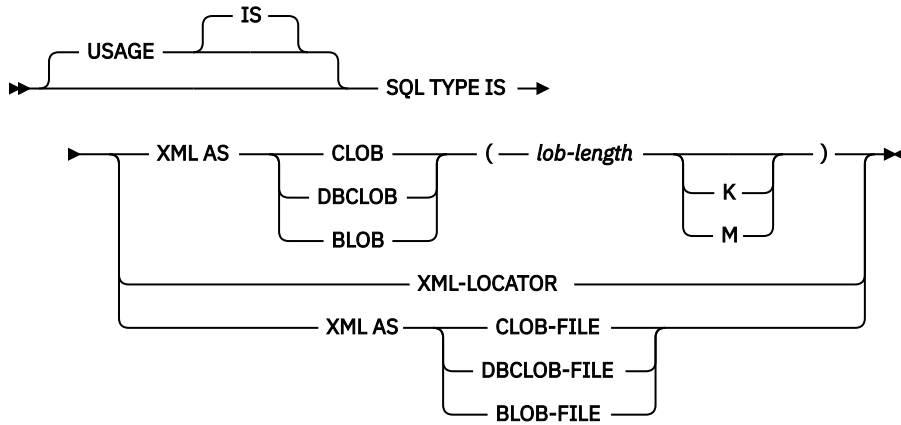 IS
USAGE
SQL TYPE IS
XML AS CLOB ( lob-length )
DBCLOB K
BLOB M
XML-LOCATOR
XML AS CLOB-FILE
DBCLOB-FILE
BLOB-FILE